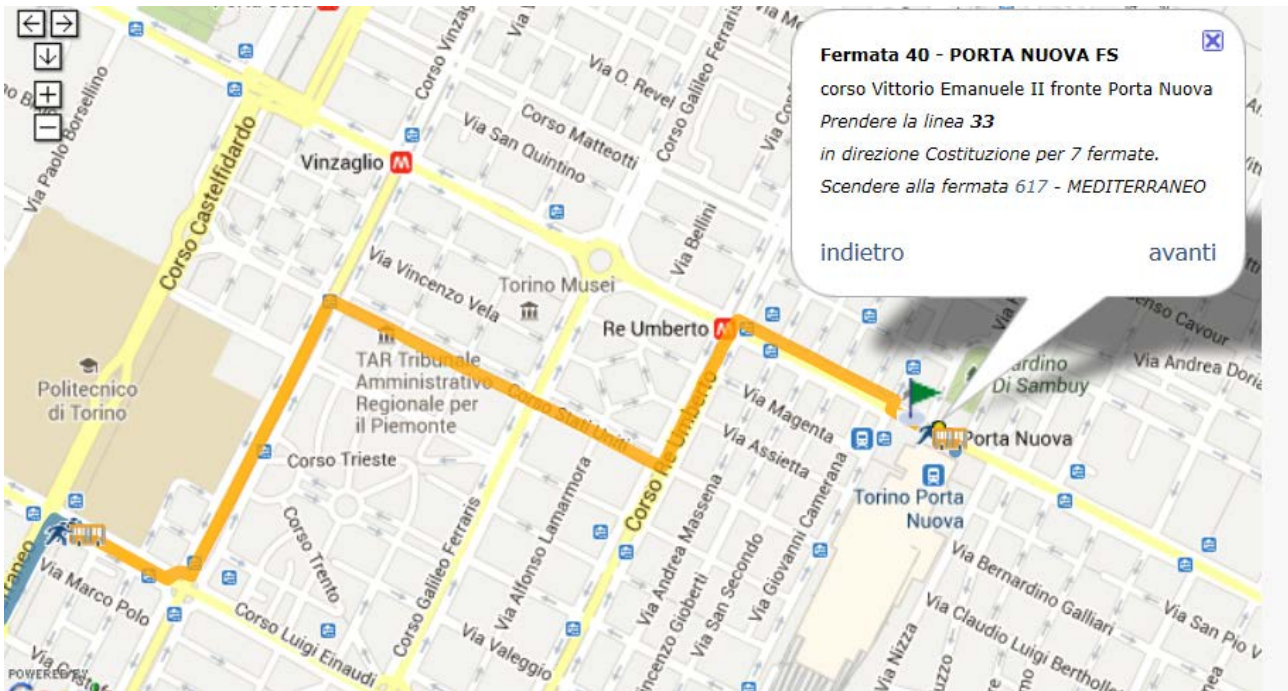 Fermata 40 - PORTA NUOVA FS
corso Vittorio Emanuele II fronte Porta Nuova
Prendere la linea 33
in direzione Costituzione per 7 fermate.
Scendere alla fermata 617 - MEDITERRANEO
indietro
avanti
Via Paolo Borsellino
Corso Castelfidardo
Vinzaglio
M
Via O. Revel
Corso Matteotti
Via San Quintino
Corso Galileo Ferraris
Via Bellini
Via Vincenzo Vela
Torino Musei
Re Umberto
M
TAR Tribunale
Amministrativo
Regionale per
il Piemonte
Politecnico
di Torino
Corso Stati Uniti
Corso Re Umberto
Via Magenta
Via Assietta
Di Sambuy
Via Andrea Doria
Porta Nuova
Torino Porta
Nuova
Corso Trieste
Corso Trento
Corso Galileo Ferraris
Via Alfonso Lamarmora
Via Andrea Massena
Via San Secondo
Via Giovanni Camerana
Via Marco Polo
Corso Luigi Einaudi
Via Valeggio
Via Nizza
Via Bernardino Galliari
Via Claudio Luigi Berthollet
Via San Pio V
POWERED BY